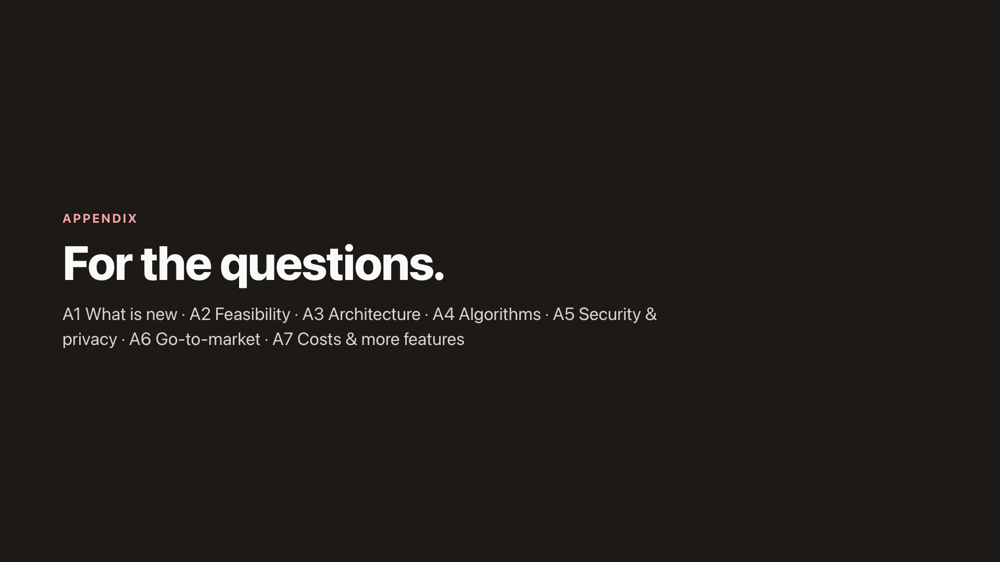 APPENDIX
For the questions.
A1 What is new · A2 Feasibility · A3 Architecture · A4 Algorithms · A5 Security &
privacy · A6 Go-to-market · A7 Costs & more features